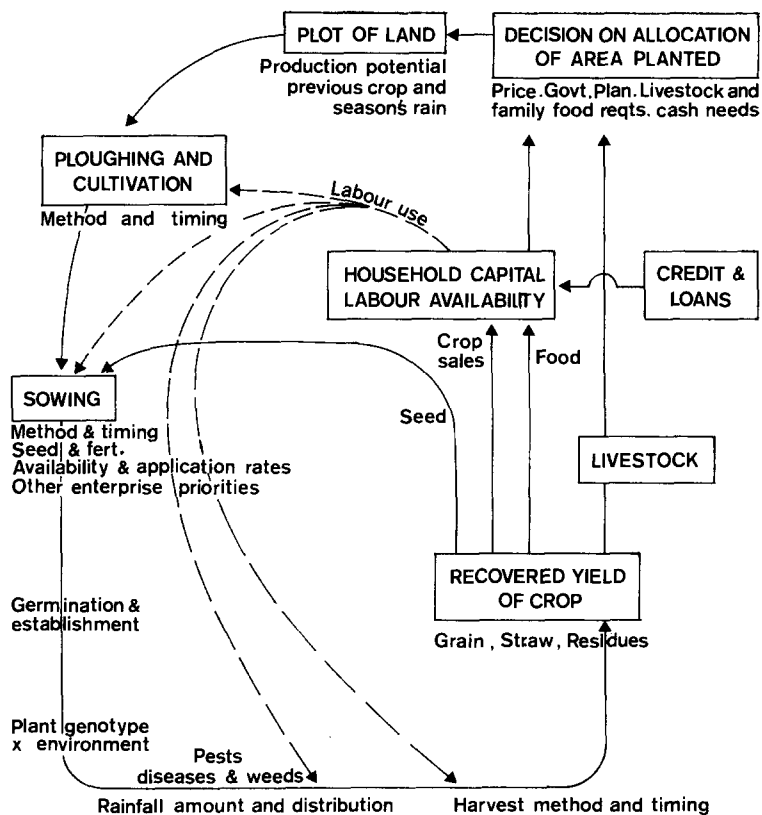 PLOT OF LAND
Production potential
previous crop and
season's rain
DECISION ON ALLOCATION
OF AREA PLANTED
Price. Govt. Plan. Livestock and
family food reqts. cash needs
PLOUGHING AND
CULTIVATION
Method and timing
Labour use
HOUSEHOLD CAPITAL
LABOUR AVAILABILITY
CREDIT &
LOANS
Crop
sales
Food
Seed
SOWING
Method & timing
Seed & fert.
Availability & application rates
Other enterprise priorities
LIVESTOCK
RECOVERED YIELD
OF CROP
Grain, Straw, Residues
Germination &
establishment
Plant genotype
x environment
Pests
diseases & weeds
Rainfall amount and distribution
Harvest method and timing